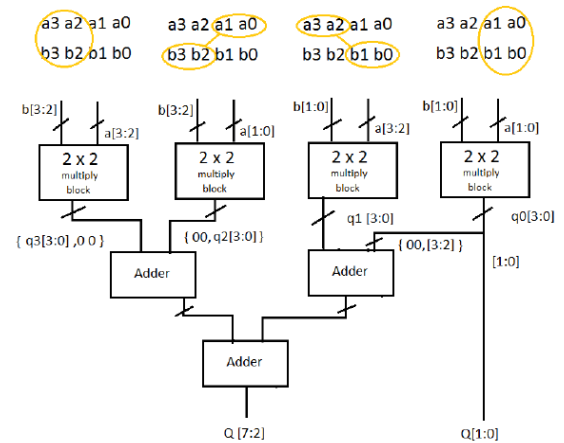 a3 a2 a1 a0 a3 a2 a1 a0 a3 a2 a1 a0 a3 a2 a1 a0
b3 b2 b1 b0 b3 b2 b1 b0 b3 b2 b1 b0 b3 b2 b1 b0
b[3:2] b[3:2] b[1:0] b[1:0]
a[3:2] a[1:0] a[3:2] a[1:0]
2 x 2 2 x 2 2 x 2 2 x 2
multiply multiply multiply multiply
block block block block
q1 [3:0] q0[3:0]
{ q3[3:0] ,0 0 } { 00,q2[3:0] } { 00,[3:2] }
[1:0]
Adder Adder
Adder
Q [7:2] Q[1:0]